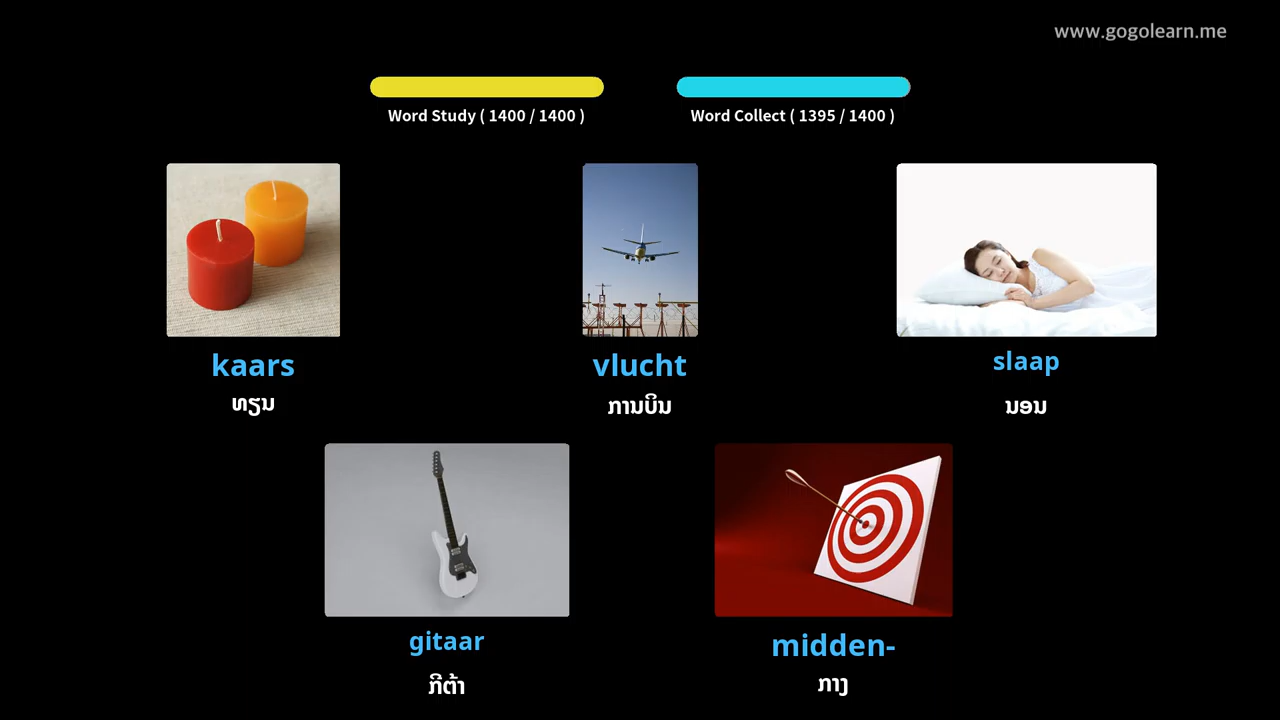 www.gogolearn.me
Word Study ( 1400 / 1400 )
Word Collect ( 1395 / 1400 )
kaars
ທຽນ
vlucht
ການບິນ
slaap
ນອນ
gitaar
ກີຕ້າ
midden-
ກາງ